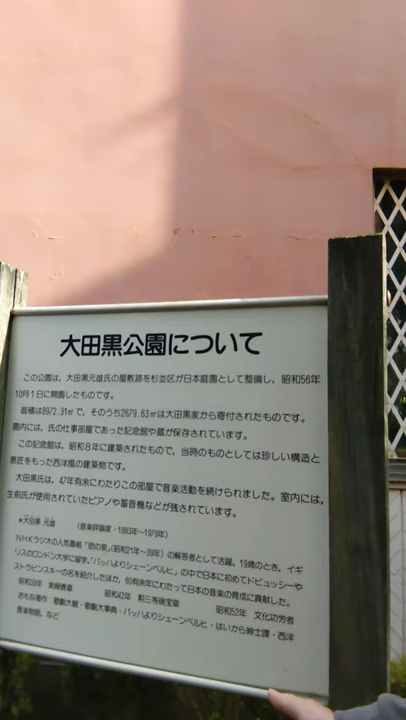 大田黒公園について
この公園は、大田黒元雄氏の屋敷跡を杉並区が日本庭園として整備し、昭和56年
10月1日に開園したものです。
面積は8972.31㎡で、そのうち2679.63㎡は大田黒家から寄付されたものです。
園内には、氏の仕事部屋であった記念館や蔵が保存されています。
この記念館は、昭和8年に建築されたもので、当時のものとしては珍しい構造と
意匠をもった西洋風の建築物です。
大田黒氏は、47年有余にわたりこの部屋で音楽活動を続けられました。室内には、
生前氏が使用されていたピアノや蓄音機などが残されています。
*大田黒 元雄 (音楽評論家・1893年~1979年)
NHKラジオの人気番組「話の泉」(昭和21年~39年)の解答者として活躍。19歳のとき、イギ
リスのロンドン大学に留学。「バッハよりシェーンベルヒ」の中で日本に初めてドビュッシーや
ストラビンスキーの名を紹介したほか、60有余年にわたって日本の音楽の育成に貢献した。
昭和39年 紫綬褒章 昭和42年 勲三等瑞宝章 昭和52年 文化功労者
おもな著作:歌劇大観・歌劇大事典・バッハよりシェーンベルヒ・はいから紳士譚・西洋
音楽物語、など